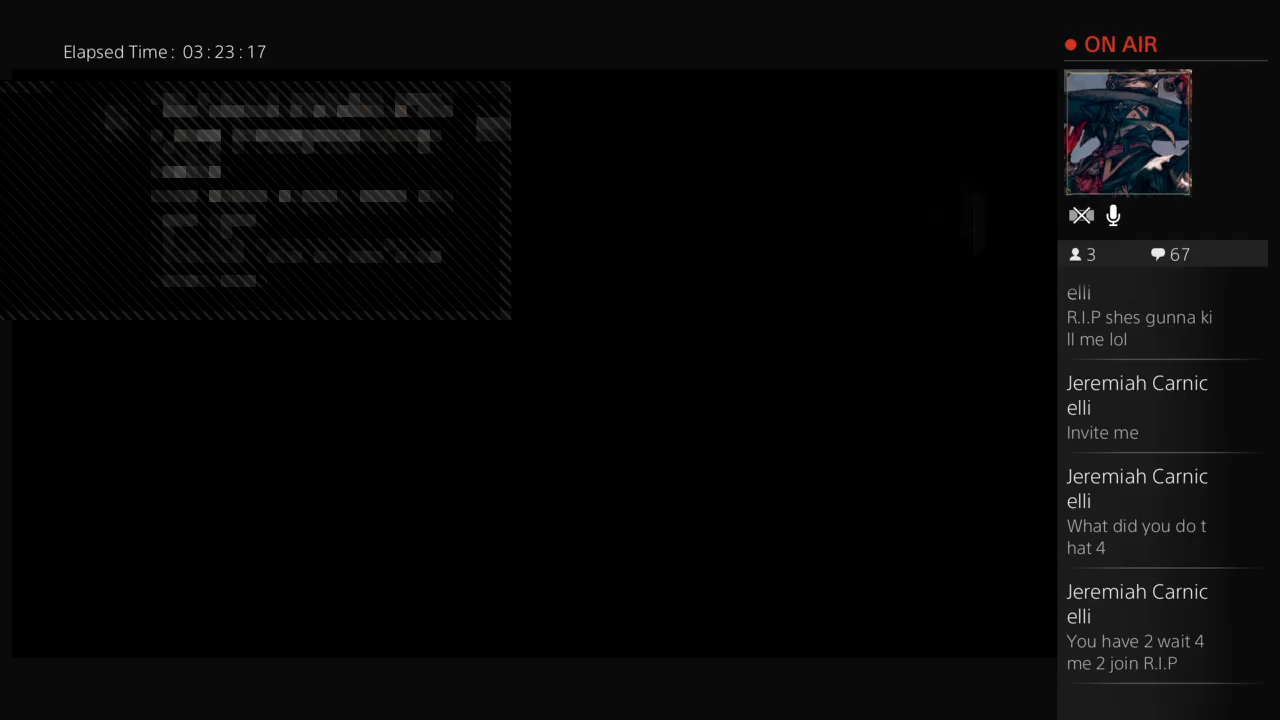 Elapsed Time: 03:23:17
ON AIR
3
67
elli
R.I.P shes gunna ki
ll me lol
Jeremiah Carnic
elli
Invite me
Jeremiah Carnic
elli
What did you do t
hat 4
Jeremiah Carnic
elli
You have 2 wait 4
me 2 join R.I.P